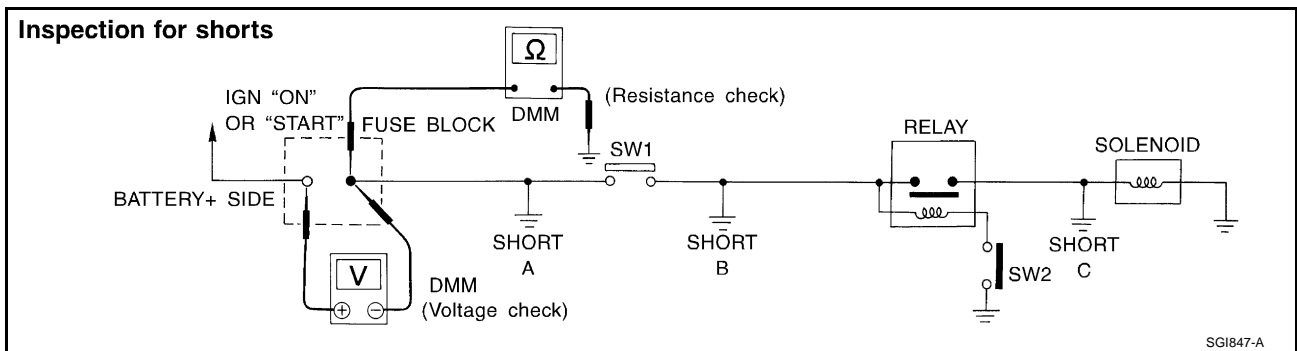 Inspection for shorts
Ω
IGN “ON”
OR “START”
FUSE BLOCK
DMM
(Resistance check)
SW1
RELAY
SOLENOID
BATTERY+ SIDE
SHORT
A
SHORT
B
SHORT
C
SW2
V
+ −
DMM
(Voltage check)
SGI847-A